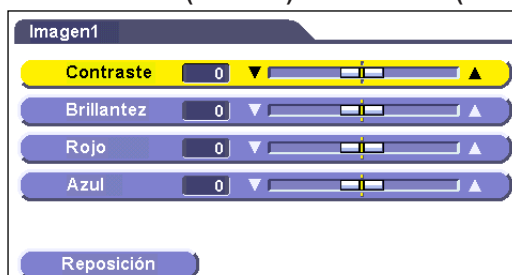 Imagen1
Contraste 0
Brillantez 0
Rojo 0
Azul 0
Reposición